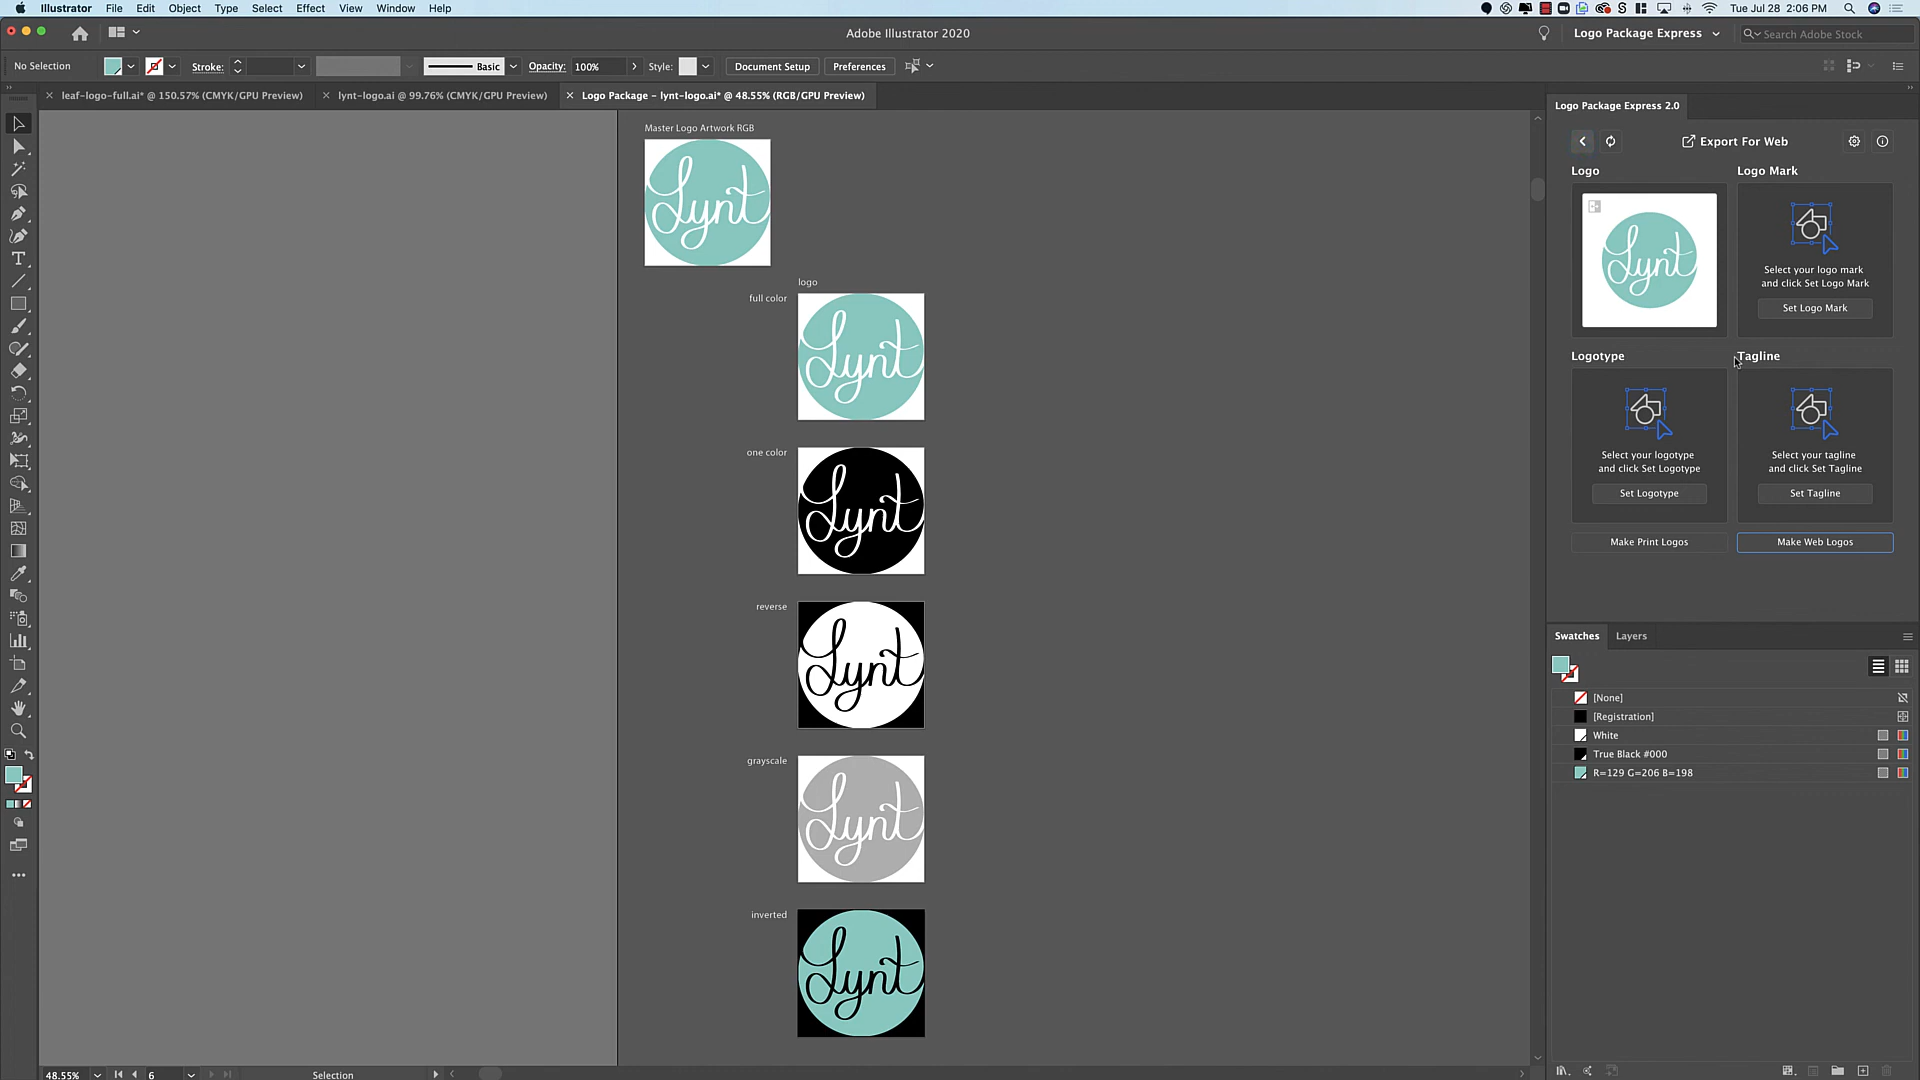 Illustrator File Edit Object Type Select Effect View Window Help
Tue Jul 28 2:06 PM
Adobe Illustrator 2020
Logo Package Express
Search Adobe Stock
No Selection
Stroke:
Basic
Opacity: 100%
Style:
Document Setup
Preferences
leaf-logo-full.ai* @ 150.57% (CMYK/GPU Preview)
lynt-logo.ai @ 99.76% (CMYK/GPU Preview)
Logo Package - lynt-logo.ai* @ 48.55% (RGB/GPU Preview)
Master Logo Artwork RGB
Lynt
logo
full color
Lynt
one color
Lynt
reverse
Lynt
grayscale
Lynt
inverted
Lynt
Logo Package Express 2.0
Export For Web
Logo
Lynt
Logo Mark
Select your logo mark
and click Set Logo Mark
Set Logo Mark
Logotype
Select your logotype
and click Set Logotype
Set Logotype
Tagline
Select your tagline
and click Set Tagline
Set Tagline
Make Print Logos
Make Web Logos
Swatches
Layers
[None]
[Registration]
White
True Black #000
R=129 G=206 B=198
48.55%
6
Selection